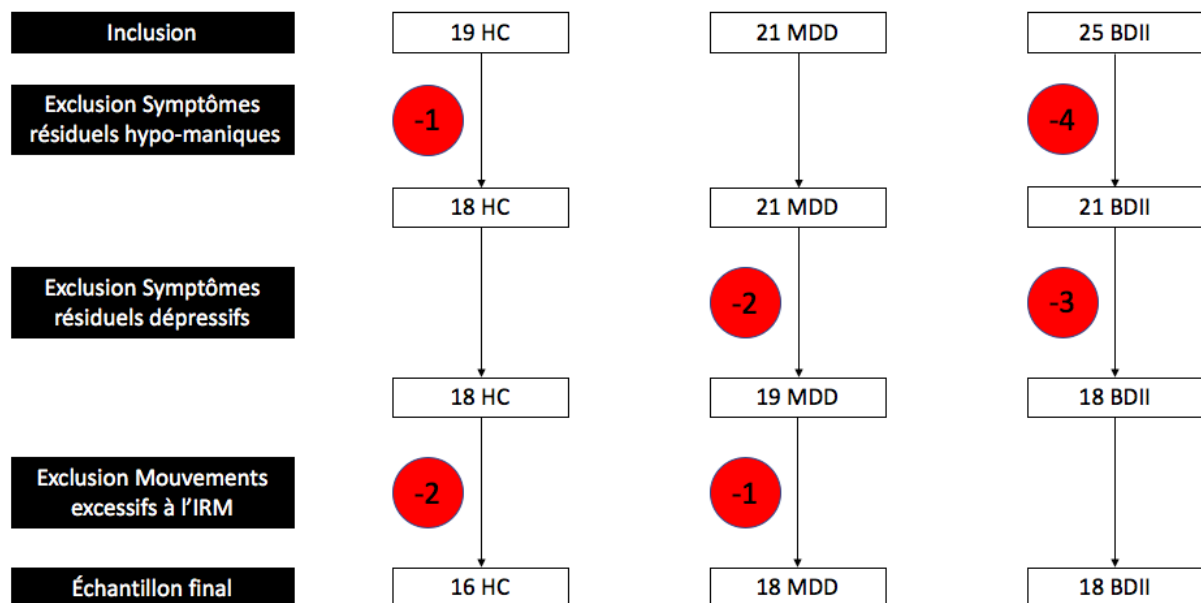 Inclusion
19 HC
21 MDD
25 BDII
Exclusion Symptômes
résiduels hypo-maniques
-1
-4
18 HC
21 MDD
21 BDII
Exclusion Symptômes
résiduels dépressifs
-2
-3
18 HC
19 MDD
18 BDII
Exclusion Mouvements
excessifs à l'IRM
-2
-1
Échantillon final
16 HC
18 MDD
18 BDII